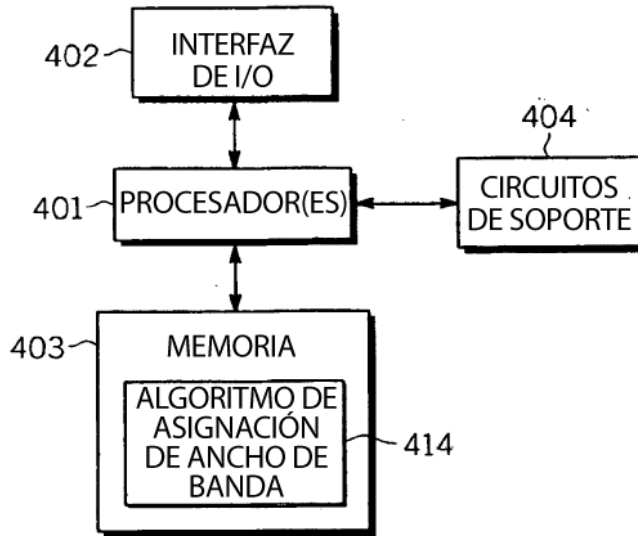 402
INTERFAZ
DE I/O
404
401
PROCESADOR(ES)
CIRCUITOS
DE SOPORTE
403
MEMORIA
ALGORITMO DE
ASIGNACIÓN
DE ANCHO DE
BANDA
414